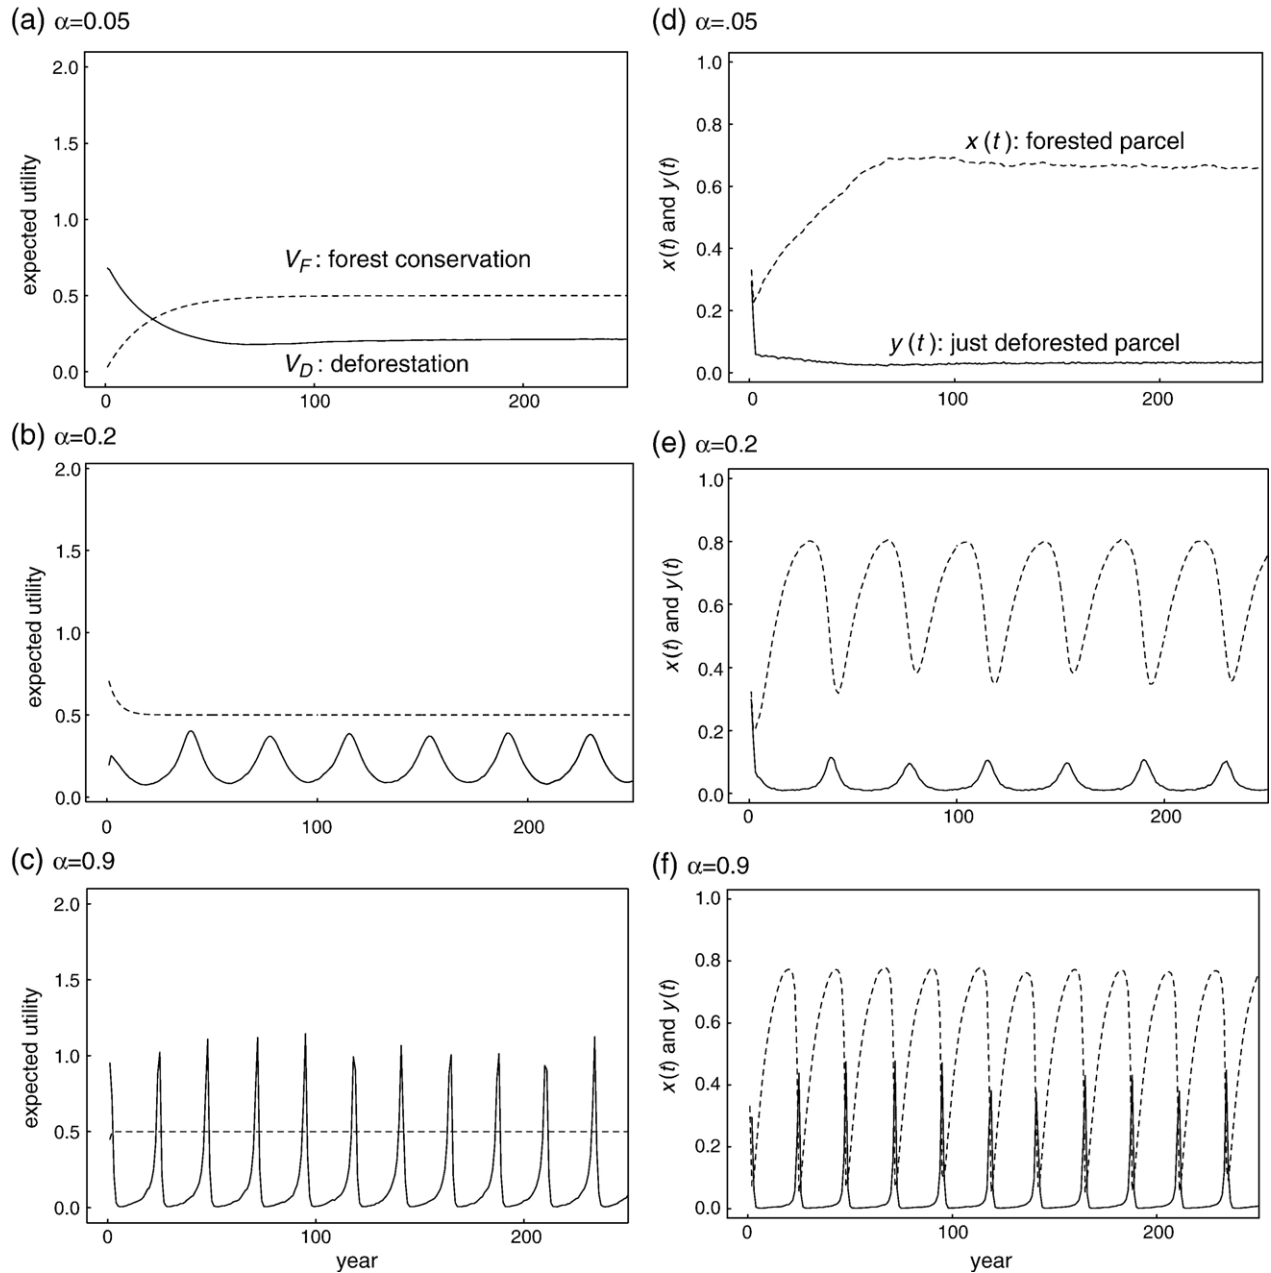 (a) α=0.05
2.0
1.5
1.0
0.5
0.0
expected utility
V_F : forest conservation
V_D : deforestation
0 100 200
(d) α=.05
1.0
0.8
0.6
0.4
0.2
0.0
x(t) and y(t)
x (t ): forested parcel
y (t ): just deforested parcel
0 100 200
(b) α=0.2
2.0
1.5
1.0
0.5
0.0
expected utility
0 100 200
(e) α=0.2
1.0
0.8
0.6
0.4
0.2
0.0
x(t) and y(t)
0 100 200
(c) α=0.9
2.0
1.5
1.0
0.5
0.0
expected utility
0 100 200
year
(f) α=0.9
1.0
0.8
0.6
0.4
0.2
0.0
x(t) and y(t)
0 100 200
year